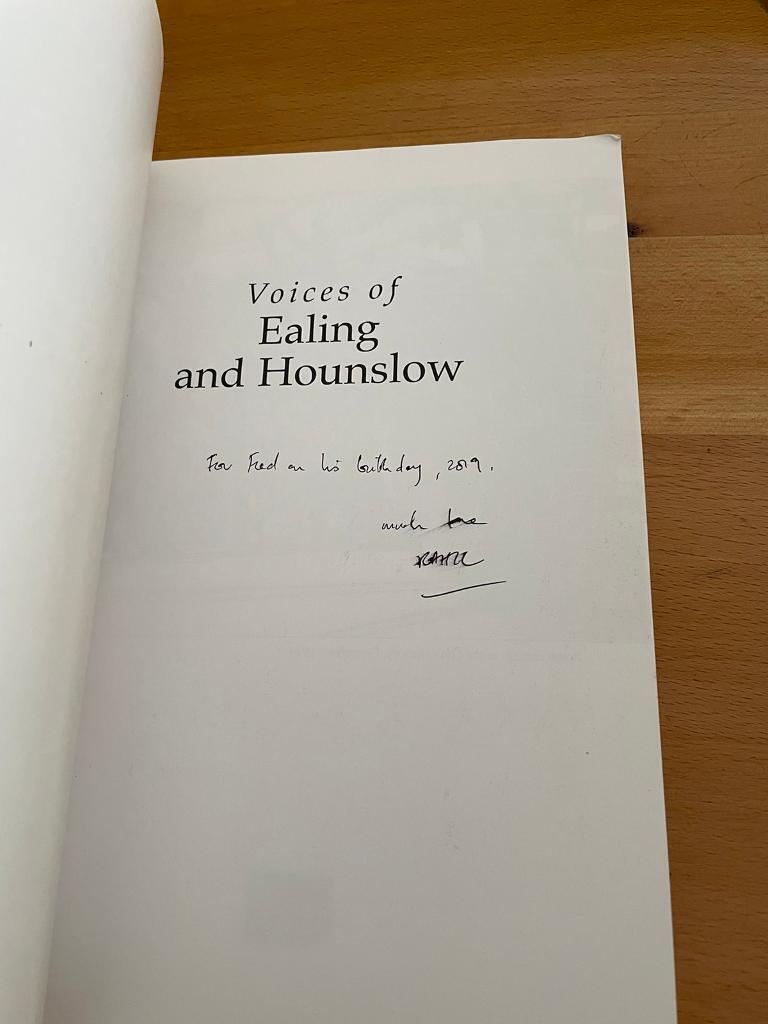 Voices of
Ealing
and Hounslow
For Fred on his birthday, 2019.
much love